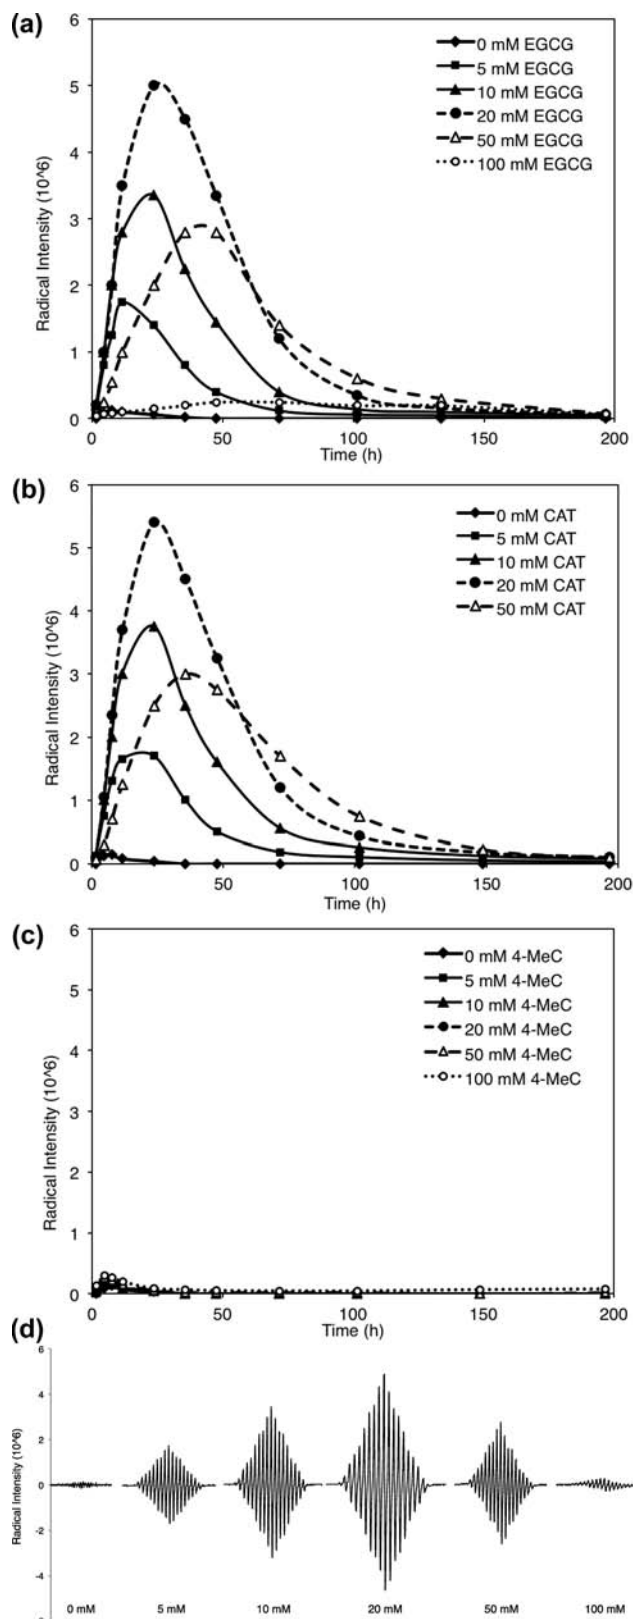 (a)
6
5
4
3
2
1
0
Radical Intensity (10^6)
0 mM EGCG
5 mM EGCG
10 mM EGCG
20 mM EGCG
50 mM EGCG
100 mM EGCG
0 50 100 150 200
Time (h)
(b)
6
5
4
3
2
1
0
Radical Intensity (10^6)
0 mM CAT
5 mM CAT
10 mM CAT
20 mM CAT
50 mM CAT
0 50 100 150 200
Time (h)
(c)
6
5
4
3
2
1
0
Radical Intensity (10^6)
0 mM 4-MeC
5 mM 4-MeC
10 mM 4-MeC
20 mM 4-MeC
50 mM 4-MeC
100 mM 4-MeC
0 50 100 150 200
Time (h)
(d)
6
4
2
0
-2
-4
Radical Intensity (10^6)
0 mM 5 mM 10 mM 20 mM 50 mM 100 mM